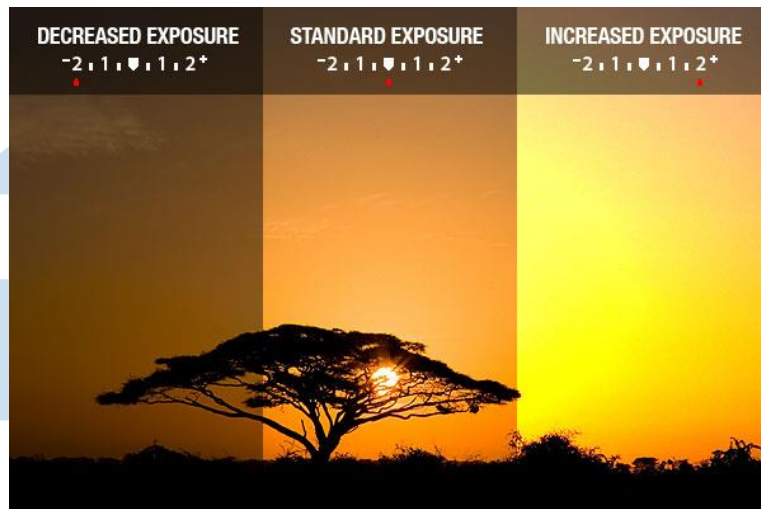 DECREASED EXPOSURE
-2 1 1 2+
STANDARD EXPOSURE
-2 1 1 2+
INCREASED EXPOSURE
-2 1 1 2+